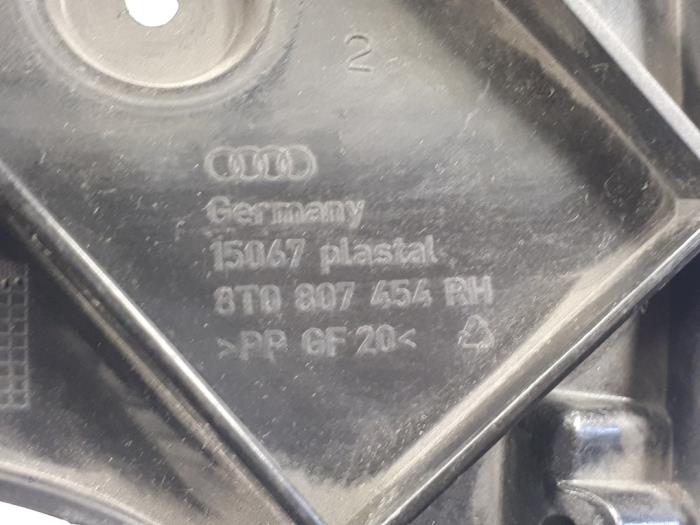 2
Germany
15067 plastal
8T0 807 454 RH
>PP GF 20<